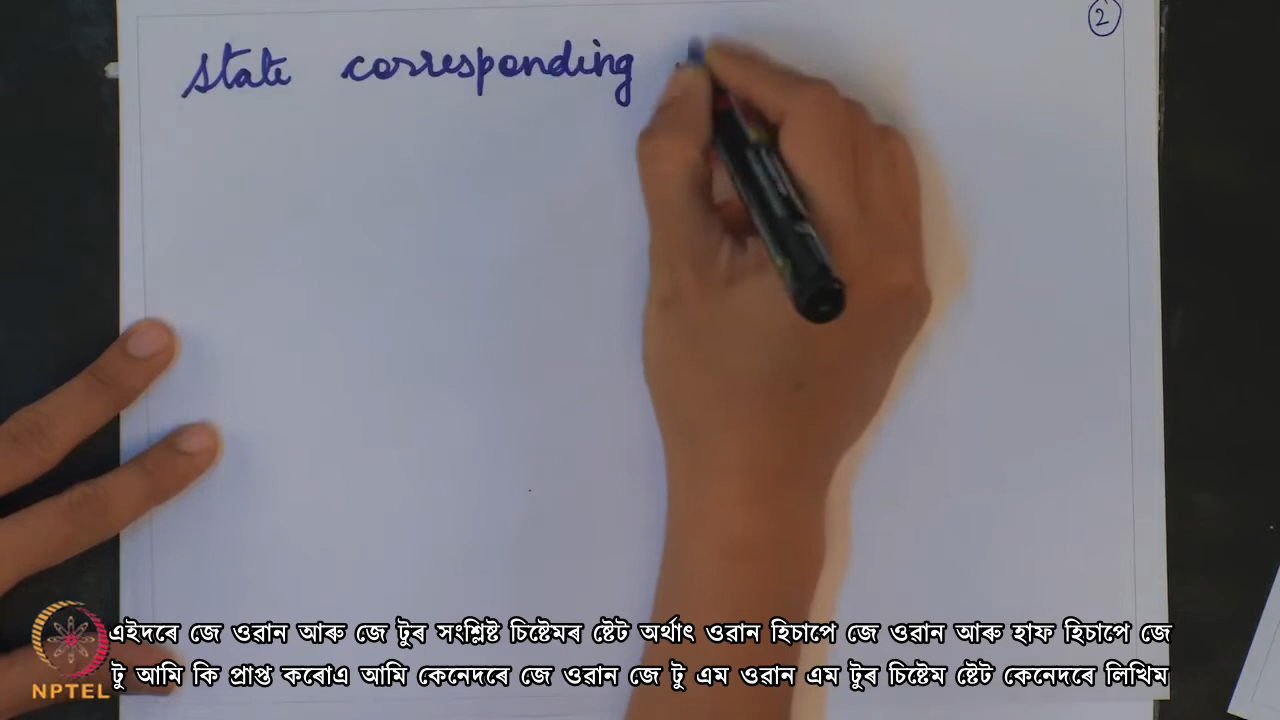 2
State corresponding
এইদৰে জে ওৱান আৰু জে টুৰ সংশ্লিষ্ট চিষ্টেমৰ ষ্টেট অৰ্থাৎ ওৱান হিচাপে জে ওৱান আৰু হাফ হিচাপে জে
টু আমি কি প্ৰাপ্ত কৰোএ আমি কেনেদৰে জে ওৱান জে টু এম ওৱান এম টুৰ চিষ্টেম ষ্টেট কেনেদৰে লিখিম
NPTEL